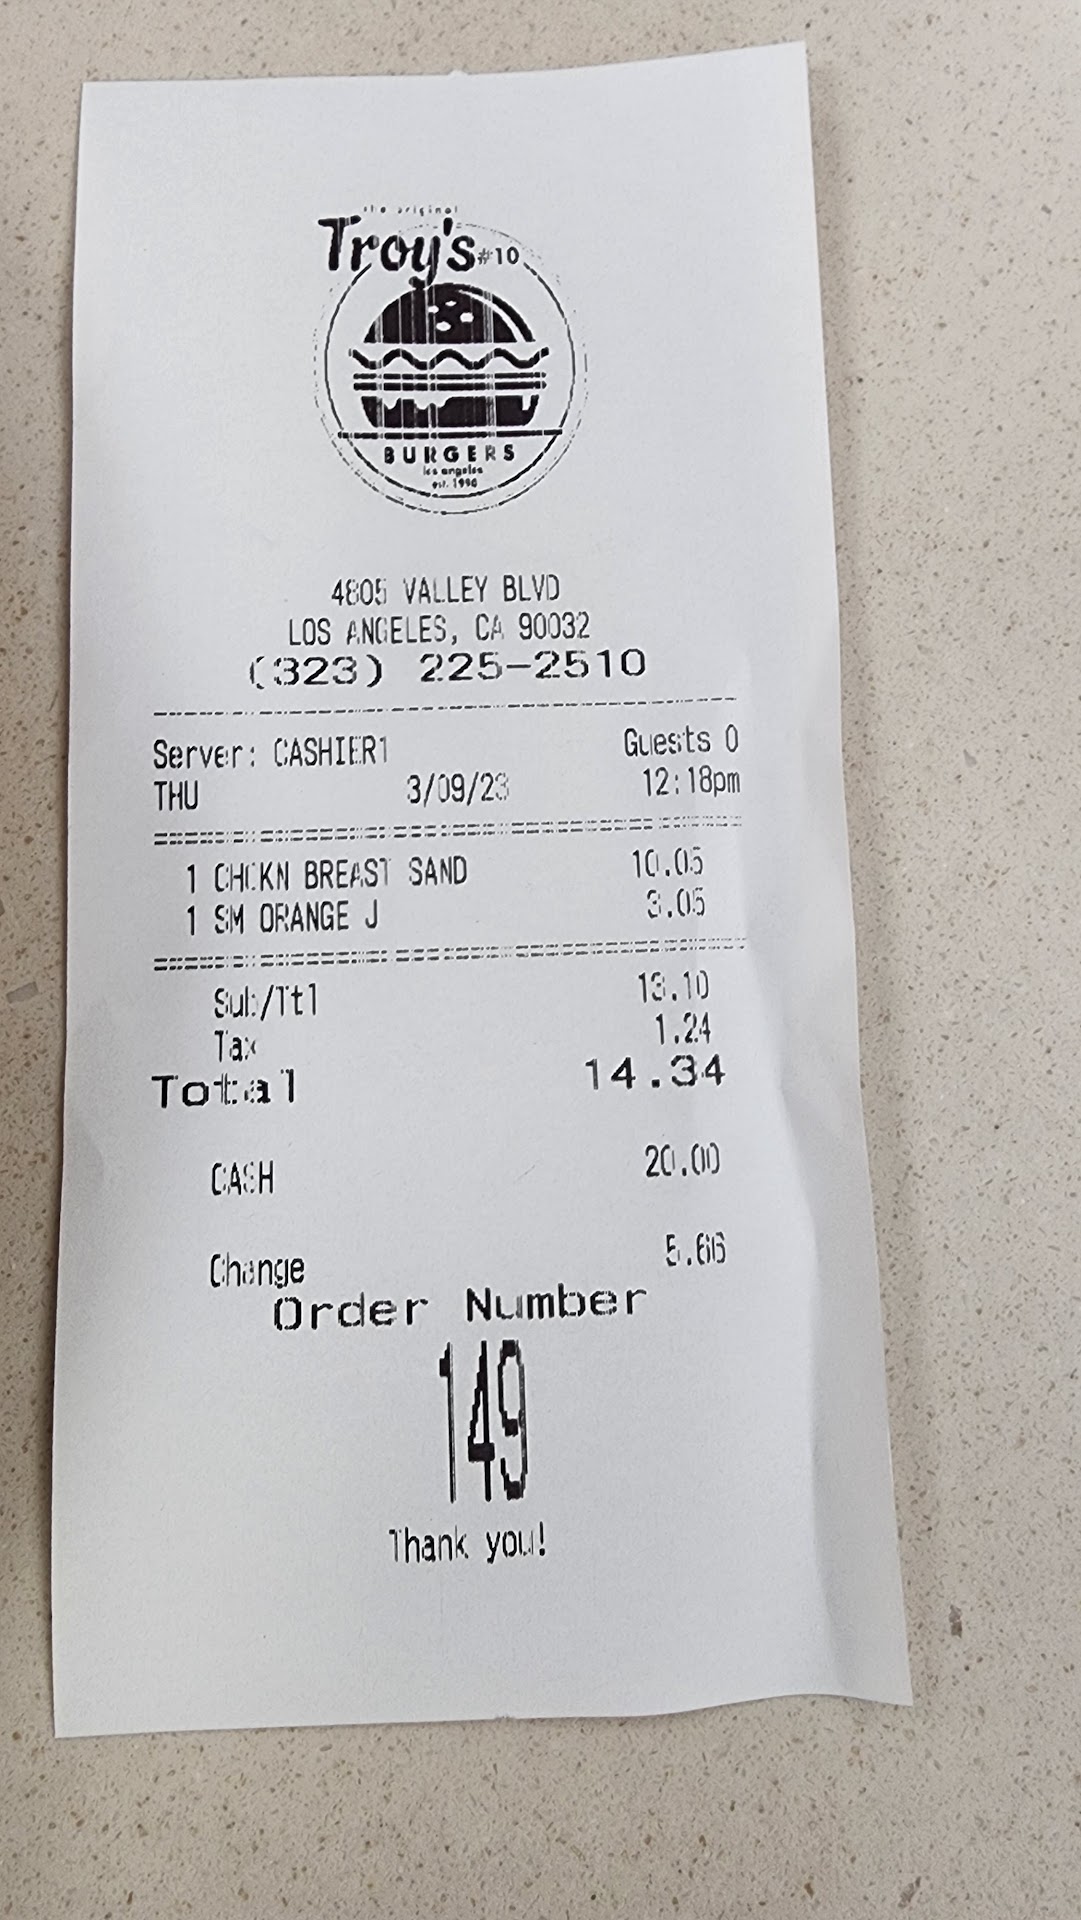 the original
Troy's #10
BURGERS
los angeles
est. 1996
4805 VALLEY BLVD
LOS ANGELES, CA 90032
(323) 225-2510
Server: CASHIER1 Guests 0
THU 3/09/23 12:18pm
1 CHCKN BREAST SAND 10.05
1 SM ORANGE J 3.05
Sub/Ttl 13.10
Tax 1.24
Total 14.34
CASH 20.00
Change 5.66
Order Number
149
Thank you!